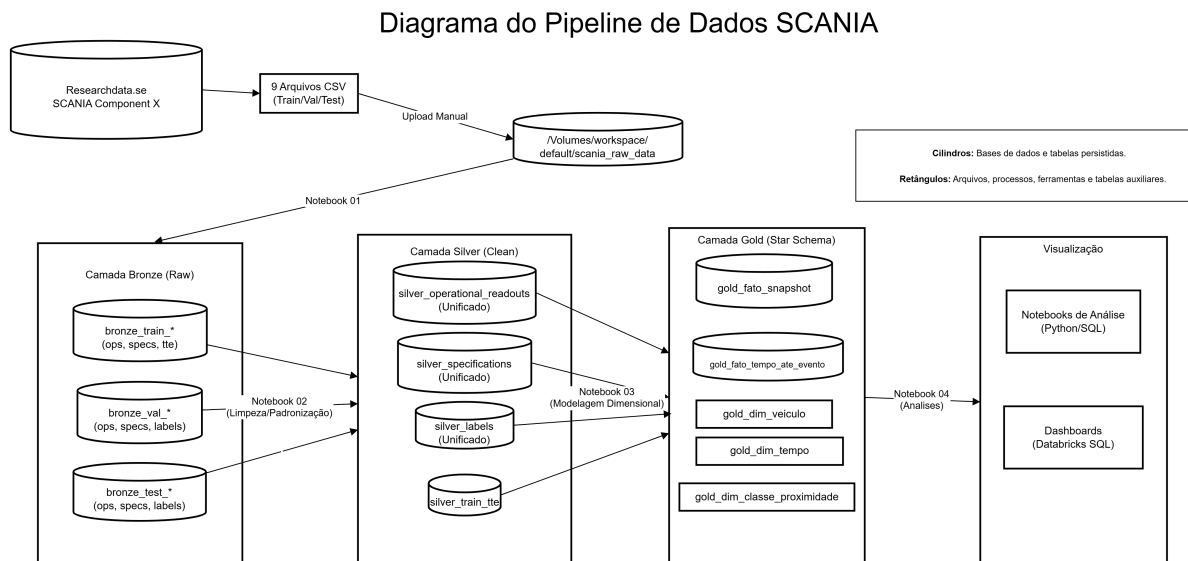 Diagrama do Pipeline de Dados SCANIA
Researchdata.se
SCANIA Component X
9 Arquivos CSV
(Train/Val/Test)
Upload Manual
/Volumes/workspace/
default/scania_raw_data
Cilindros: Bases de dados e tabelas persistidas.
Retângulos: Arquivos, processos, ferramentas e tabelas auxiliares.
Notebook 01
Camada Bronze (Raw)
bronze_train_*
(ops, specs, tte)
bronze_val_*
(ops, specs, labels)
bronze_test_*
(ops, specs, labels)
Notebook 02
(Limpeza/Padronização)
Camada Silver (Clean)
silver_operational_readouts
(Unificado)
silver_specifications
(Unificado)
silver_labels
(Unificado)
silver_train_tte
Notebook 03
(Modelagem Dimensional)
Camada Gold (Star Schema)
gold_fato_snapshot
gold_fato_tempo_ate_evento
gold_dim_veiculo
gold_dim_tempo
gold_dim_classe_proximidade
Notebook 04
(Analises)
Visualização
Notebooks de Análise
(Python/SQL)
Dashboards
(Databricks SQL)